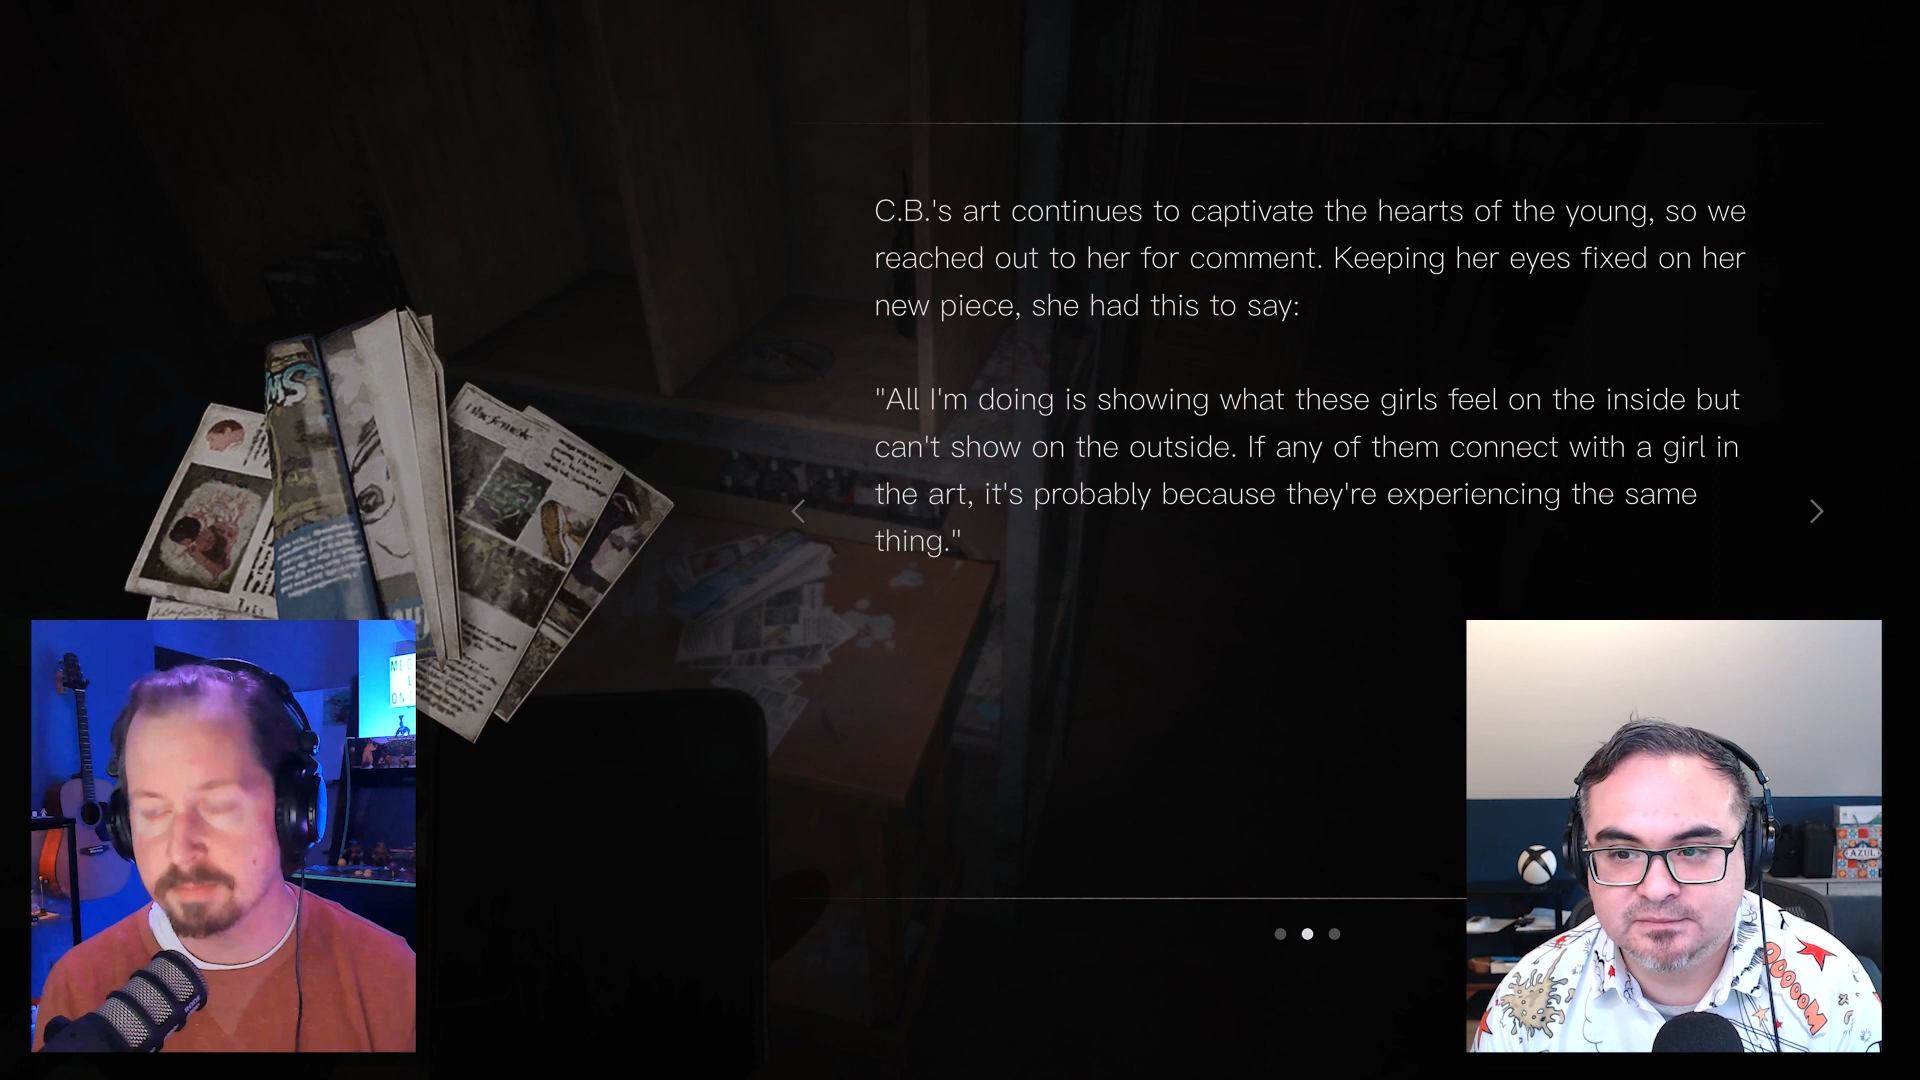 C.B.'s art continues to captivate the hearts of the young, so we
reached out to her for comment. Keeping her eyes fixed on her
new piece, she had this to say:
"All I'm doing is showing what these girls feel on the inside but
can't show on the outside. If any of them connect with a girl in
the art, it's probably because they're experiencing the same
thing."
AZUL